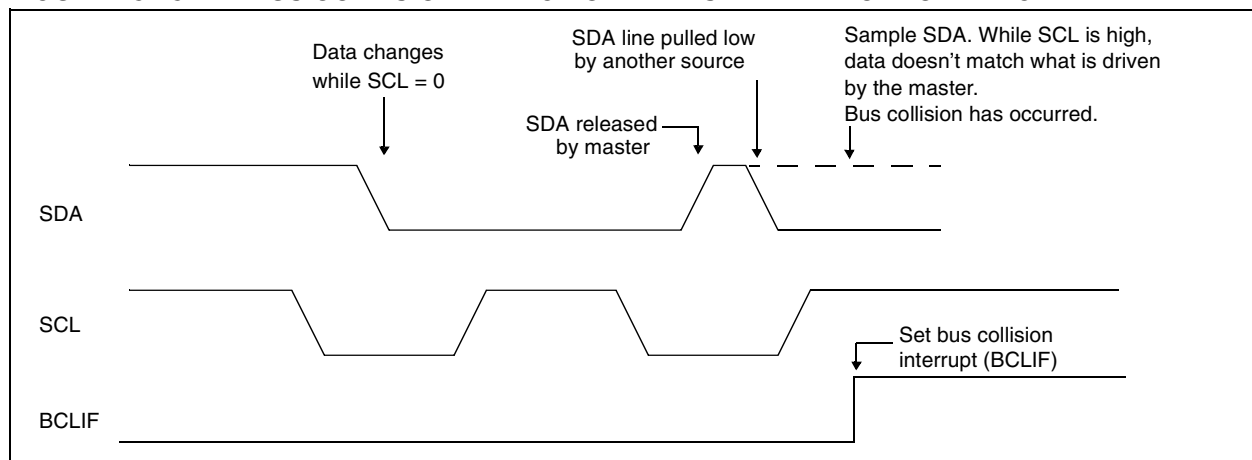 Data changes
while SCL = 0
SDA line pulled low
by another source
Sample SDA. While SCL is high,
data doesn't match what is driven
by the master.
Bus collision has occurred.
SDA released
by master
SDA
SCL
Set bus collision
interrupt (BCLIF)
BCLIF